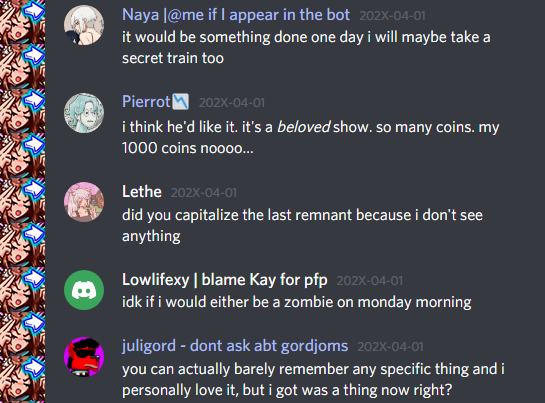 Naya |@me if I appear in the bot 202X-04-01
it would be something done one day i will maybe take a
secret train too
Pierrot📉 202X-04-01
i think he'd like it. it's a beloved show. so many coins. my
1000 coins noooo...
Lethe 202X-04-01
did you capitalize the last remnant because i don't see
anything
Lowlifexy | blame Kay for pfp 202X-04-01
idk if i would either be a zombie on monday morning
juligord - dont ask abt gordjoms 202X-04-01
you can actually barely remember any specific thing and i
personally love it, but i got was a thing now right?